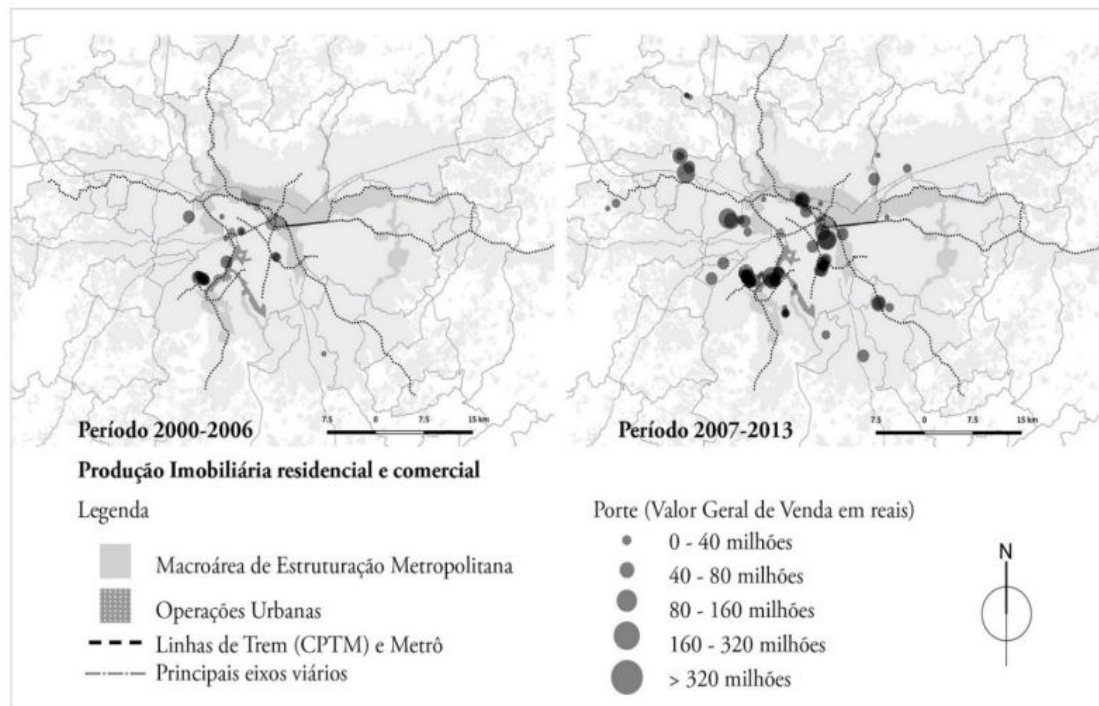 7.5 0 7.5 15 km
Período 2000-2006
7.5 0 7.5 15 km
Período 2007-2013
Produção Imobiliária residencial e comercial
Legenda
Macroárea de Estruturação Metropolitana
Operações Urbanas
Linhas de Trem (CPTM) e Metrô
Principais eixos viários
Porte (Valor Geral de Venda em reais)
0 - 40 milhões
40 - 80 milhões
80 - 160 milhões
160 - 320 milhões
> 320 milhões
N